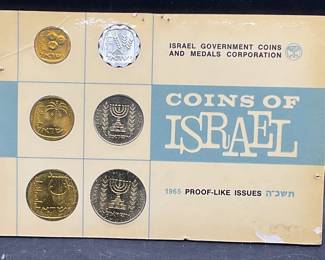 ISRAEL GOVERNMENT COINS
AND MEDALS CORPORATION
COINS OF
ISRAEL
1965 PROOF-LIKE ISSUES תשכ"ה